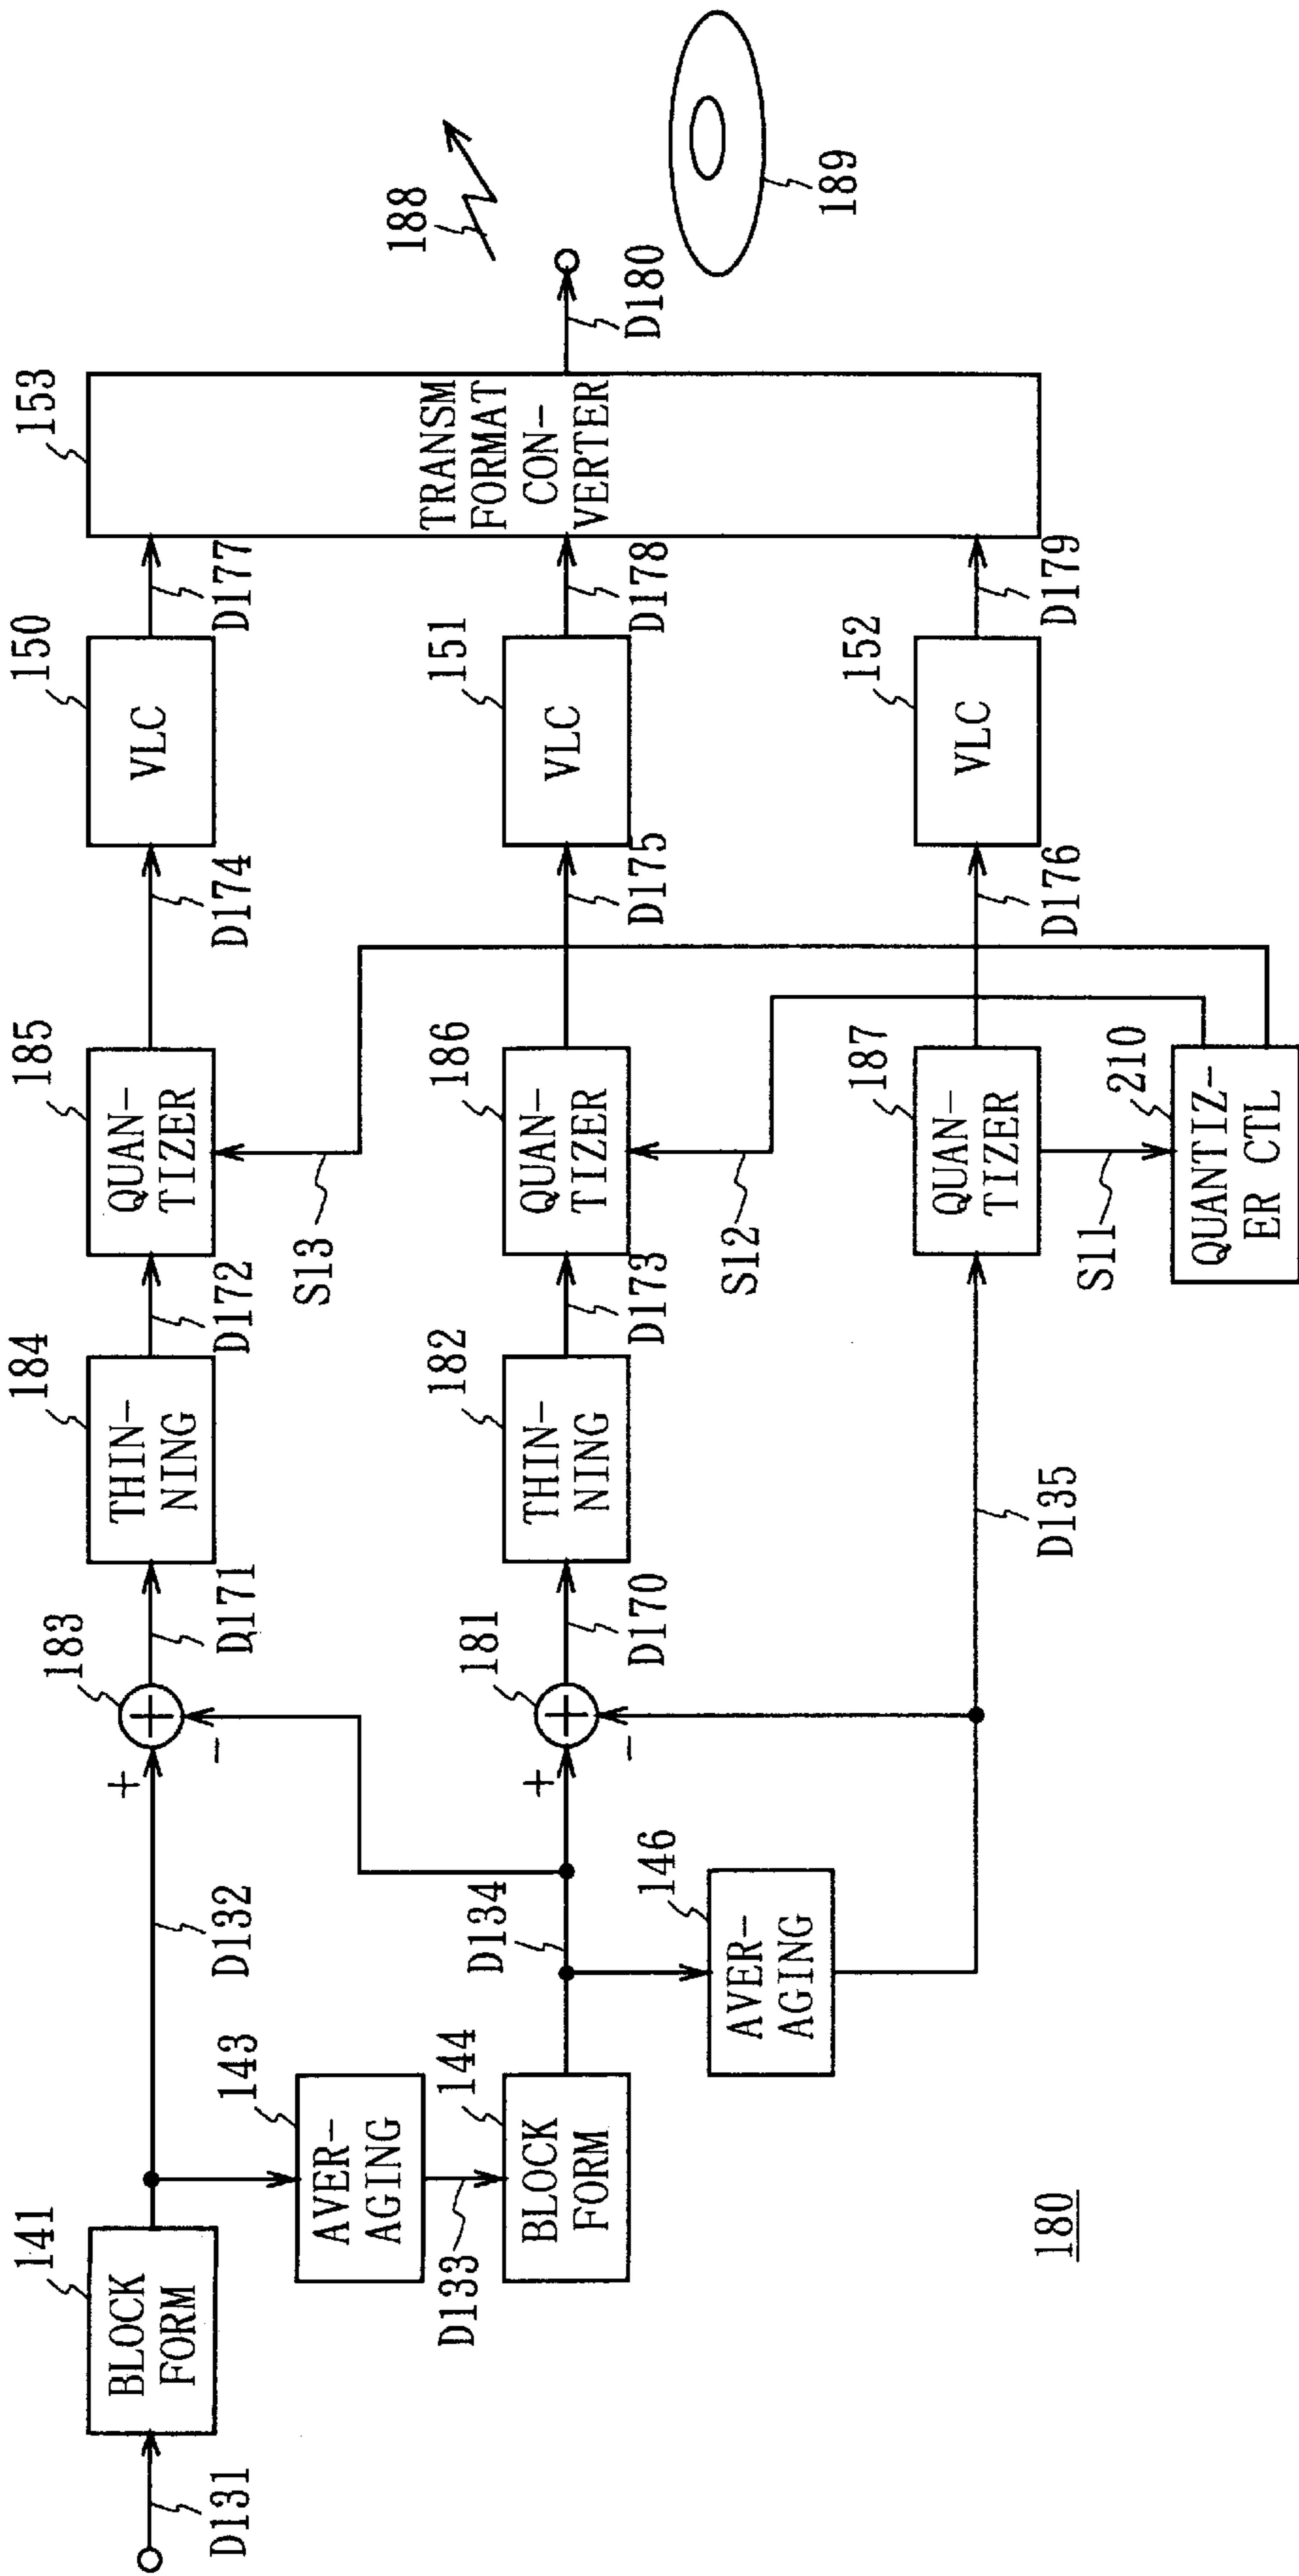 D131
141
BLOCK
FORM
D132
143
AVER-
AGING
D133
144
BLOCK
FORM
D134
146
AVER-
AGING
183
+
-
D171
184
THIN-
NING
D172
185
QUAN-
TIZER
S13
D174
150
VLC
D177
181
+
-
D170
182
THIN-
NING
D173
186
QUAN-
TIZER
S12
D175
151
VLC
D178
D135
187
QUAN-
TIZER
S11
210
QUANTIZ-
ER CTL
D176
152
VLC
D179
153
TRANSM
FORMAT
CON-
VERTER
D180
188
189
180